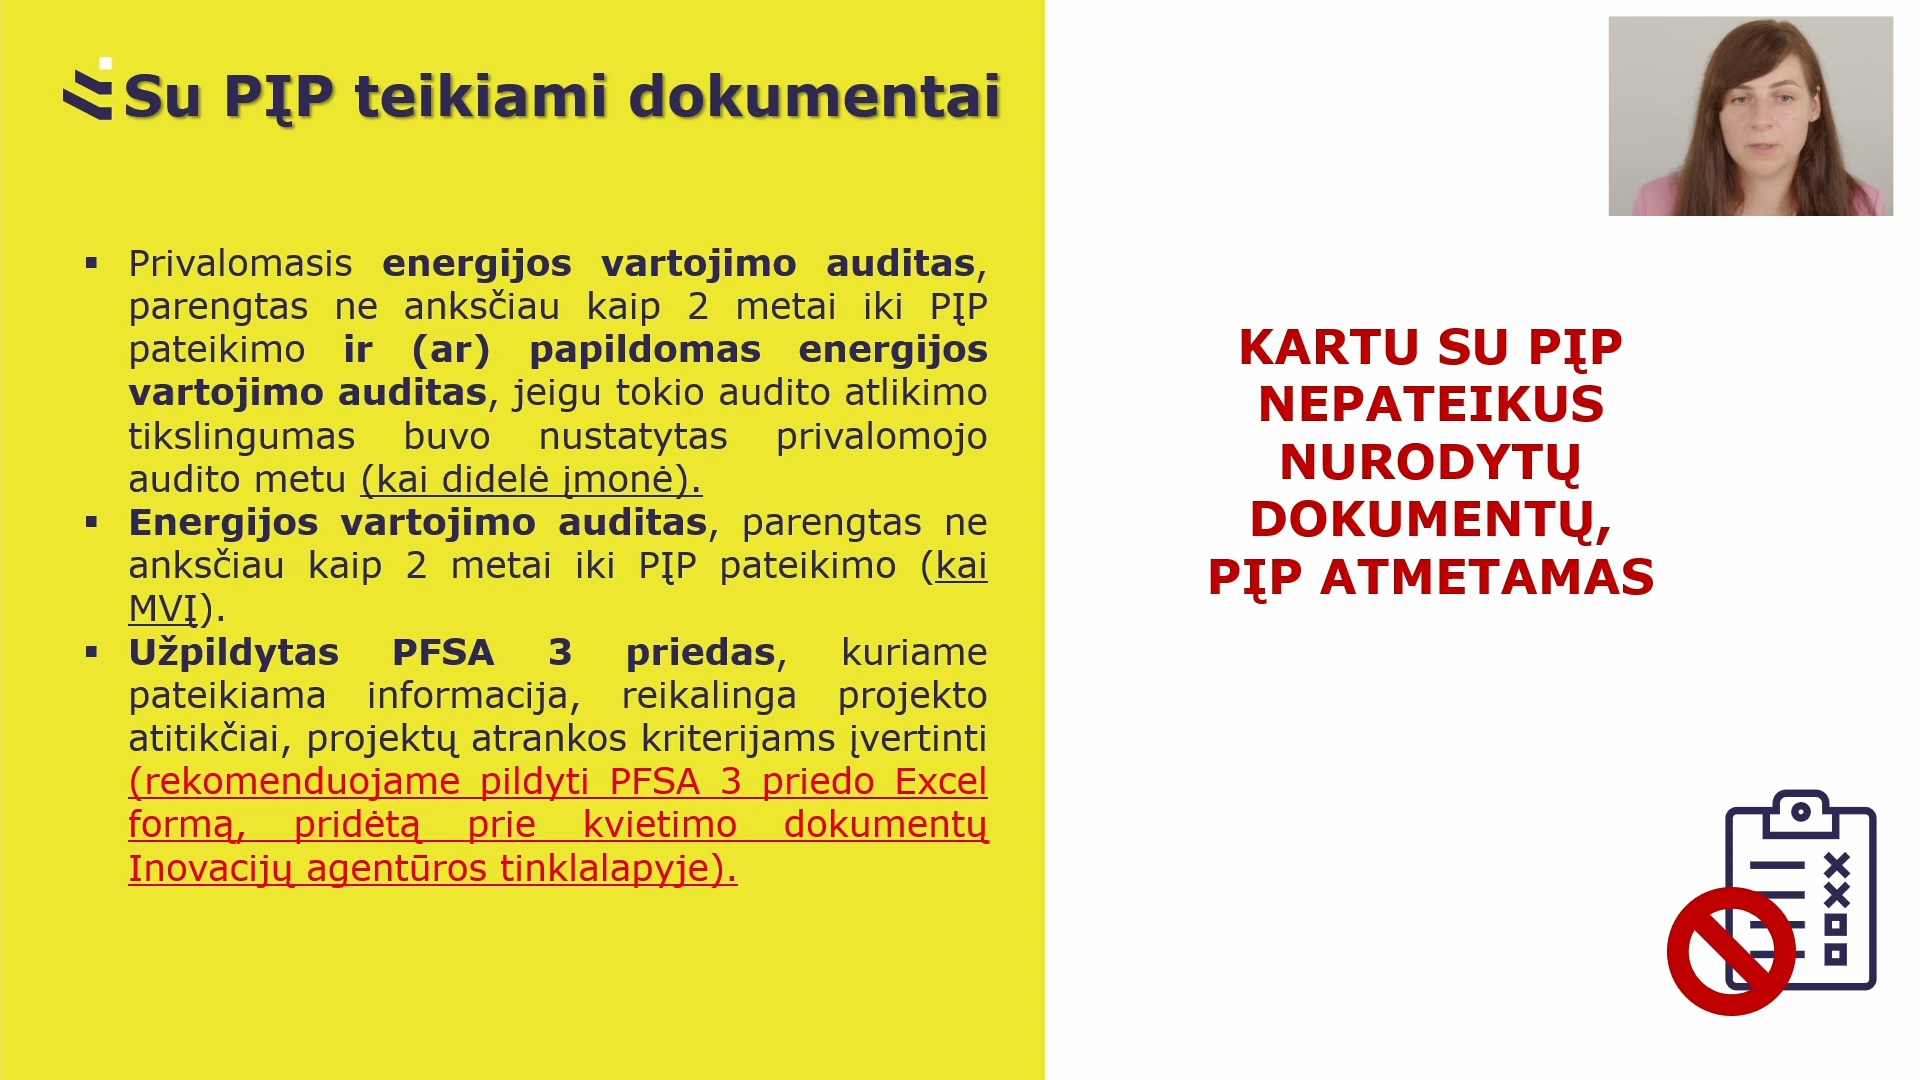 Su PĮP teikiami dokumentai
▪ Privalomasis energijos vartojimo auditas,
parengtas ne anksčiau kaip 2 metai iki PĮP
pateikimo ir (ar) papildomas energijos
vartojimo auditas, jeigu tokio audito atlikimo
tikslingumas buvo nustatytas privalomojo
audito metu (kai didelė įmonė).
▪ Energijos vartojimo auditas, parengtas ne
anksčiau kaip 2 metai iki PĮP pateikimo (kai
MVĮ).
▪ Užpildytas PFSA 3 priedas, kuriame
pateikiama informacija, reikalinga projekto
atitikčiai, projektų atrankos kriterijams įvertinti
(rekomenduojame pildyti PFSA 3 priedo Excel
formą, pridėtą prie kvietimo dokumentų
Inovacijų agentūros tinklalapyje).
KARTU SU PĮP
NEPATEIKUS
NURODYTŲ
DOKUMENTŲ,
PĮP ATMETAMAS